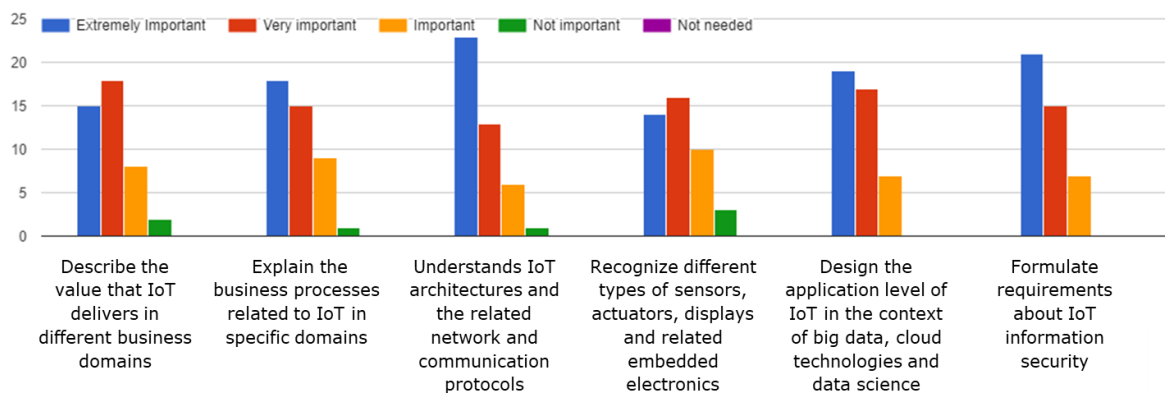 25
Extremely Important
Very important
Important
Not important
Not needed
20
15
10
5
0
Describe the
value that IoT
delivers in
different business
domains
Explain the
business processes
related to IoT in
specific domains
Understands IoT
architectures and
the related
network and
communication
protocols
Recognize different
types of sensors,
actuators, displays
and related
embedded
electronics
Design the
application level of
IoT in the context
of big data, cloud
technologies and
data science
Formulate
requirements
about IoT
information
security